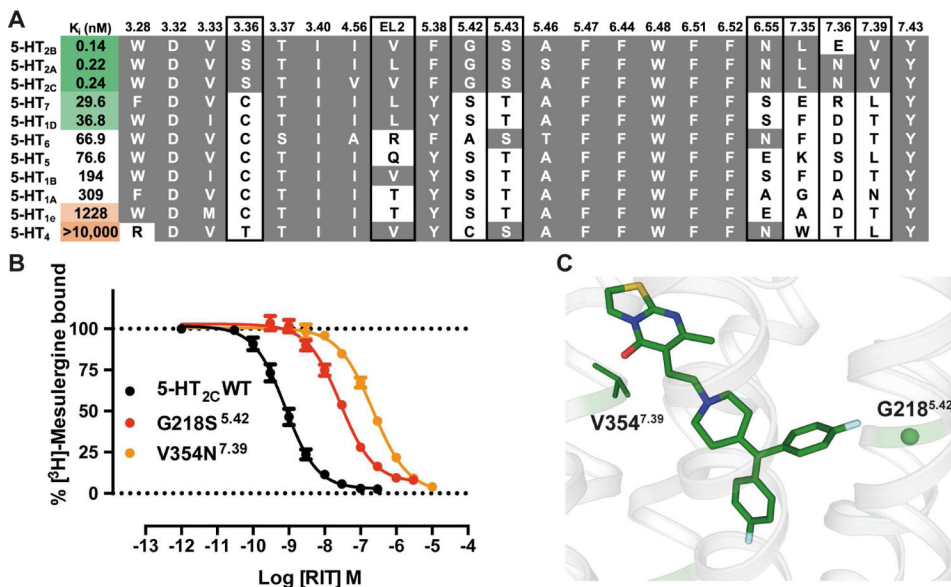 A
Kᵢ (nM) 3.28 3.32 3.33 3.36 3.37 3.40 4.56 EL2 5.38 5.42 5.43 5.46 5.47 6.44 6.48 6.51 6.52 6.55 7.35 7.36 7.39 7.43
5-HT₂B 0.14 W D V S T I I V F G S A F F W F F N L E V Y
5-HT₂A 0.22 W D V S T I I L F G S S F F W F F N L N V Y
5-HT₂C 0.24 W D V S T I V V F G S A F F W F F N L N V Y
5-HT₇ 29.6 F D V C T I I L Y S T A F F W F F S E R L Y
5-HT₁D 36.8 W D I C T I I L Y S T A F F W F F S F D T Y
5-HT₆ 66.9 W D V C S I A R F A S T F F W F F N F D T Y
5-HT₅ 76.6 W D V C T I I Q Y S T A F F W F F E K S L Y
5-HT₁B 194 W D I C T I I V Y S T A F F W F F S F D T Y
5-HT₁A 309 F D V C T I I T Y S T A F F W F F A G A N Y
5-HT₁e 1228 W D M C T I I T Y S T A F F W F F E A D T Y
5-HT₄ >10,000 R D V T T I I V Y C S A F F W F F N W T L Y
B
% [³H]-Mesulergine bound
100
75
50
25
0
5-HT₂C WT
G218S⁵·⁴²
V354N⁷·³⁹
-13 -12 -11 -10 -9 -8 -7 -6 -5 -4
Log [RIT] M
C
V354⁷·³⁹
G218⁵·⁴²